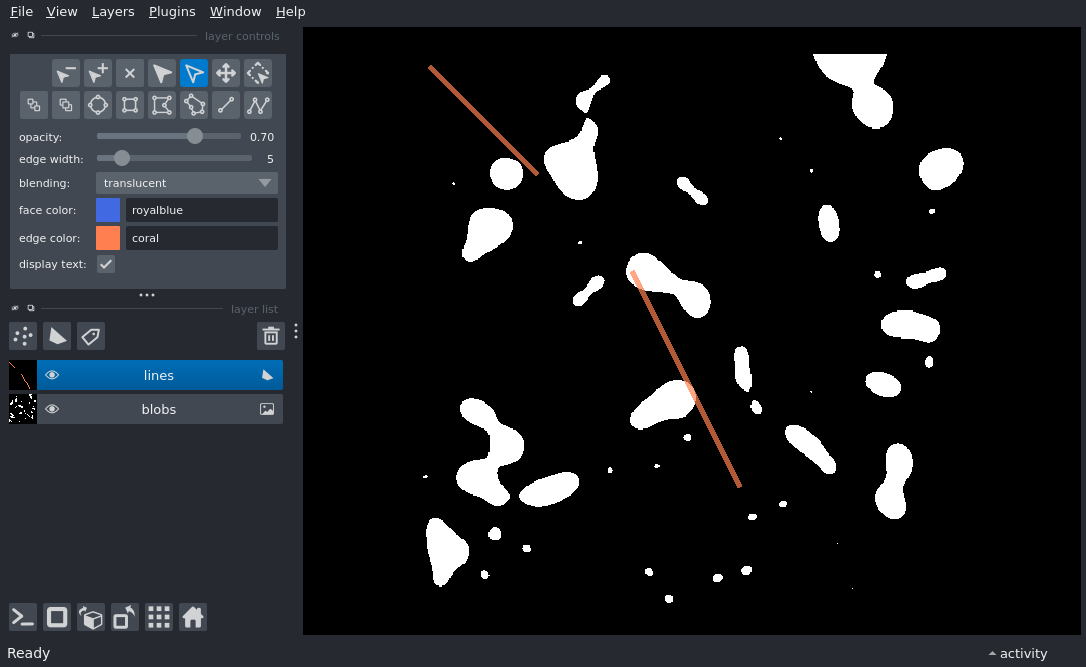 File View Layers Plugins Window Help
layer controls
opacity: 0.70
edge width: 5
blending: translucent
face color: royalblue
edge color: coral
display text:
layer list
lines
blobs
Ready activity